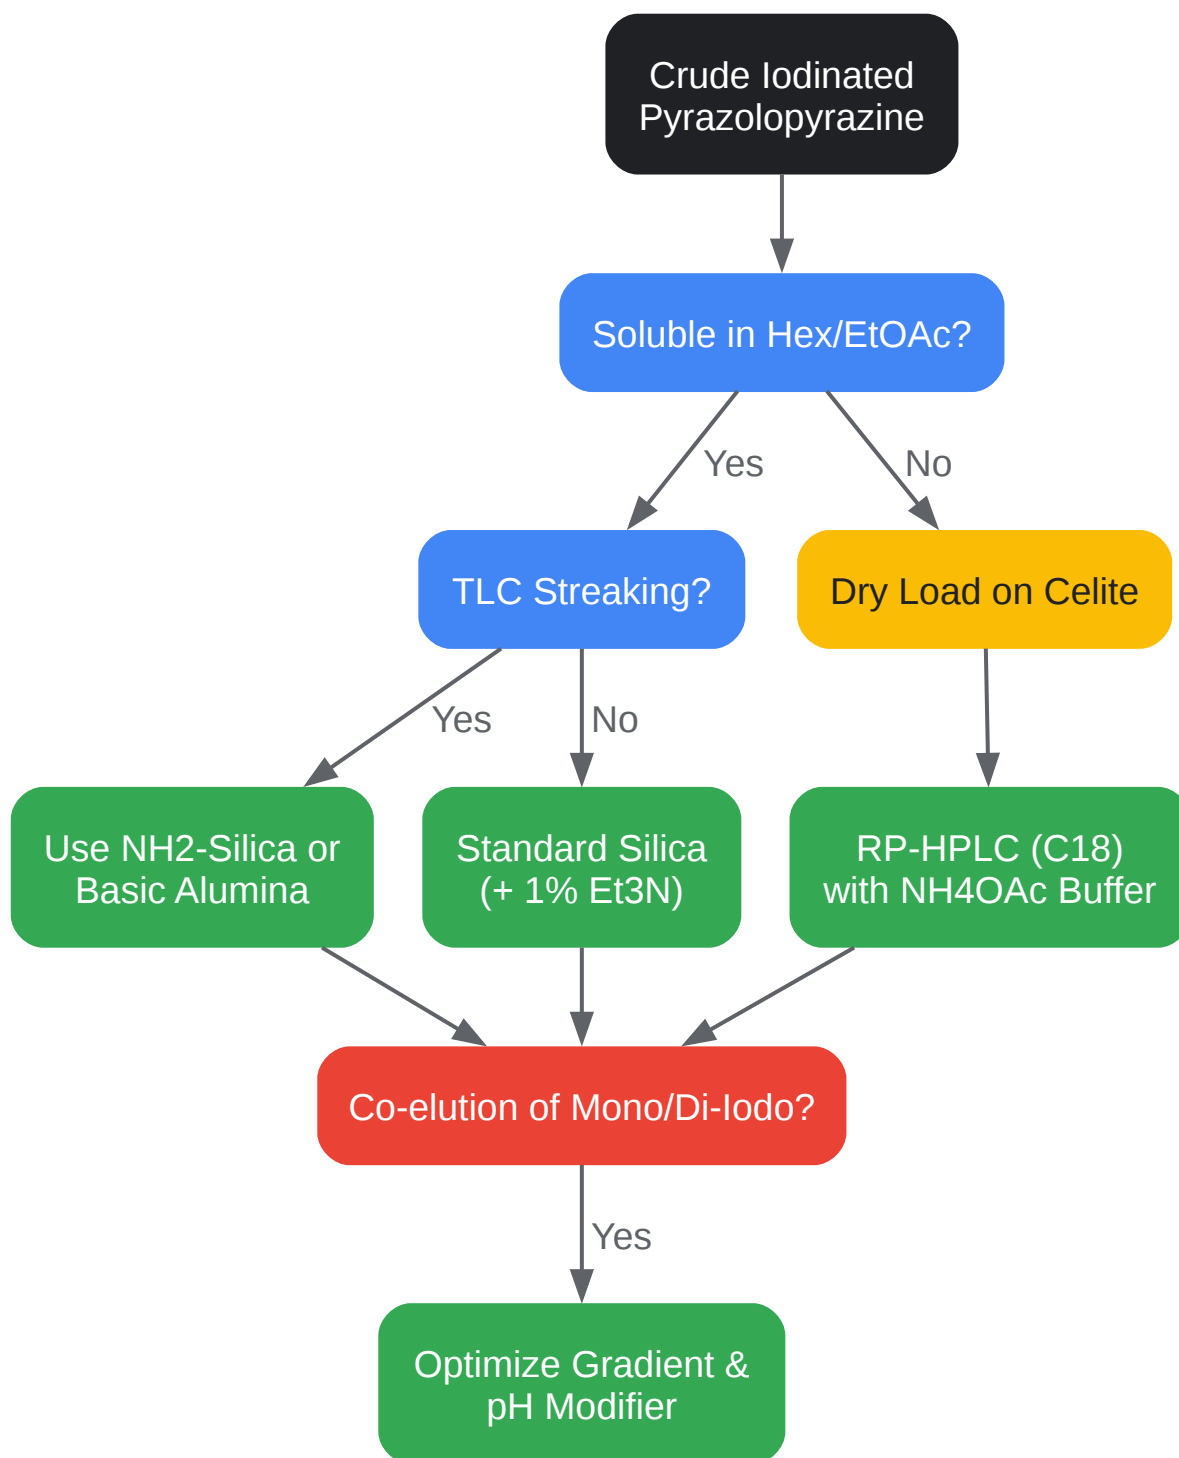 Crude Iodinated
Pyrazolopyrazine
Soluble in Hex/EtOAc?
Yes
No
TLC Streaking?
Dry Load on Celite
Yes
No
Use NH2-Silica or
Basic Alumina
Standard Silica
(+ 1% Et3N)
RP-HPLC (C18)
with NH4OAc Buffer
Co-elution of Mono/Di-Iodo?
Yes
Optimize Gradient &
pH Modifier